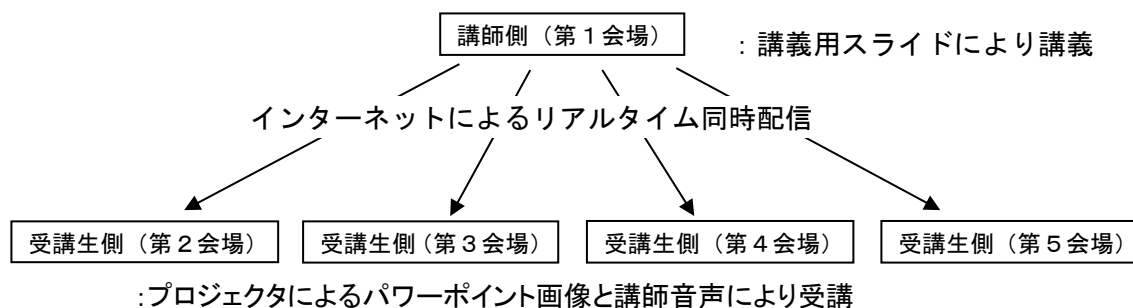 講師側（第１会場）
：講義用スライドにより講義
インターネットによるリアルタイム同時配信
受講生側（第２会場）
受講生側（第３会場）
受講生側（第４会場）
受講生側（第５会場）
：プロジェクタによるパワーポイント画像と講師音声により受講